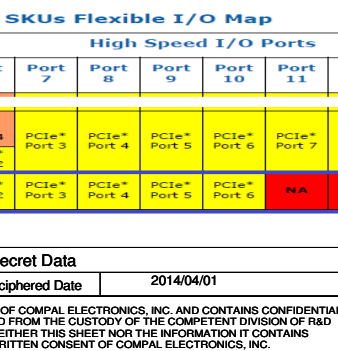 SKUs Flexible I/O Map
High Speed I/O Ports
Port 7 Port 8 Port 9 Port 10 Port 11
PCIe* Port 3 PCIe* Port 4 PCIe* Port 5 PCIe* Port 6 PCIe* Port 7
PCIe* Port 3 PCIe* Port 4 PCIe* Port 5 PCIe* Port 6 NA
ecret Data
ciphered Date 2014/04/01
OF COMPAL ELECTRONICS, INC. AND CONTAINS CONFIDENTIA
D FROM THE CUSTODY OF THE COMPETENT DIVISION OF R&D
EITHER THIS SHEET NOR THE INFORMATION IT CONTAINS
RITTEN CONSENT OF COMPAL ELECTRONICS, INC.